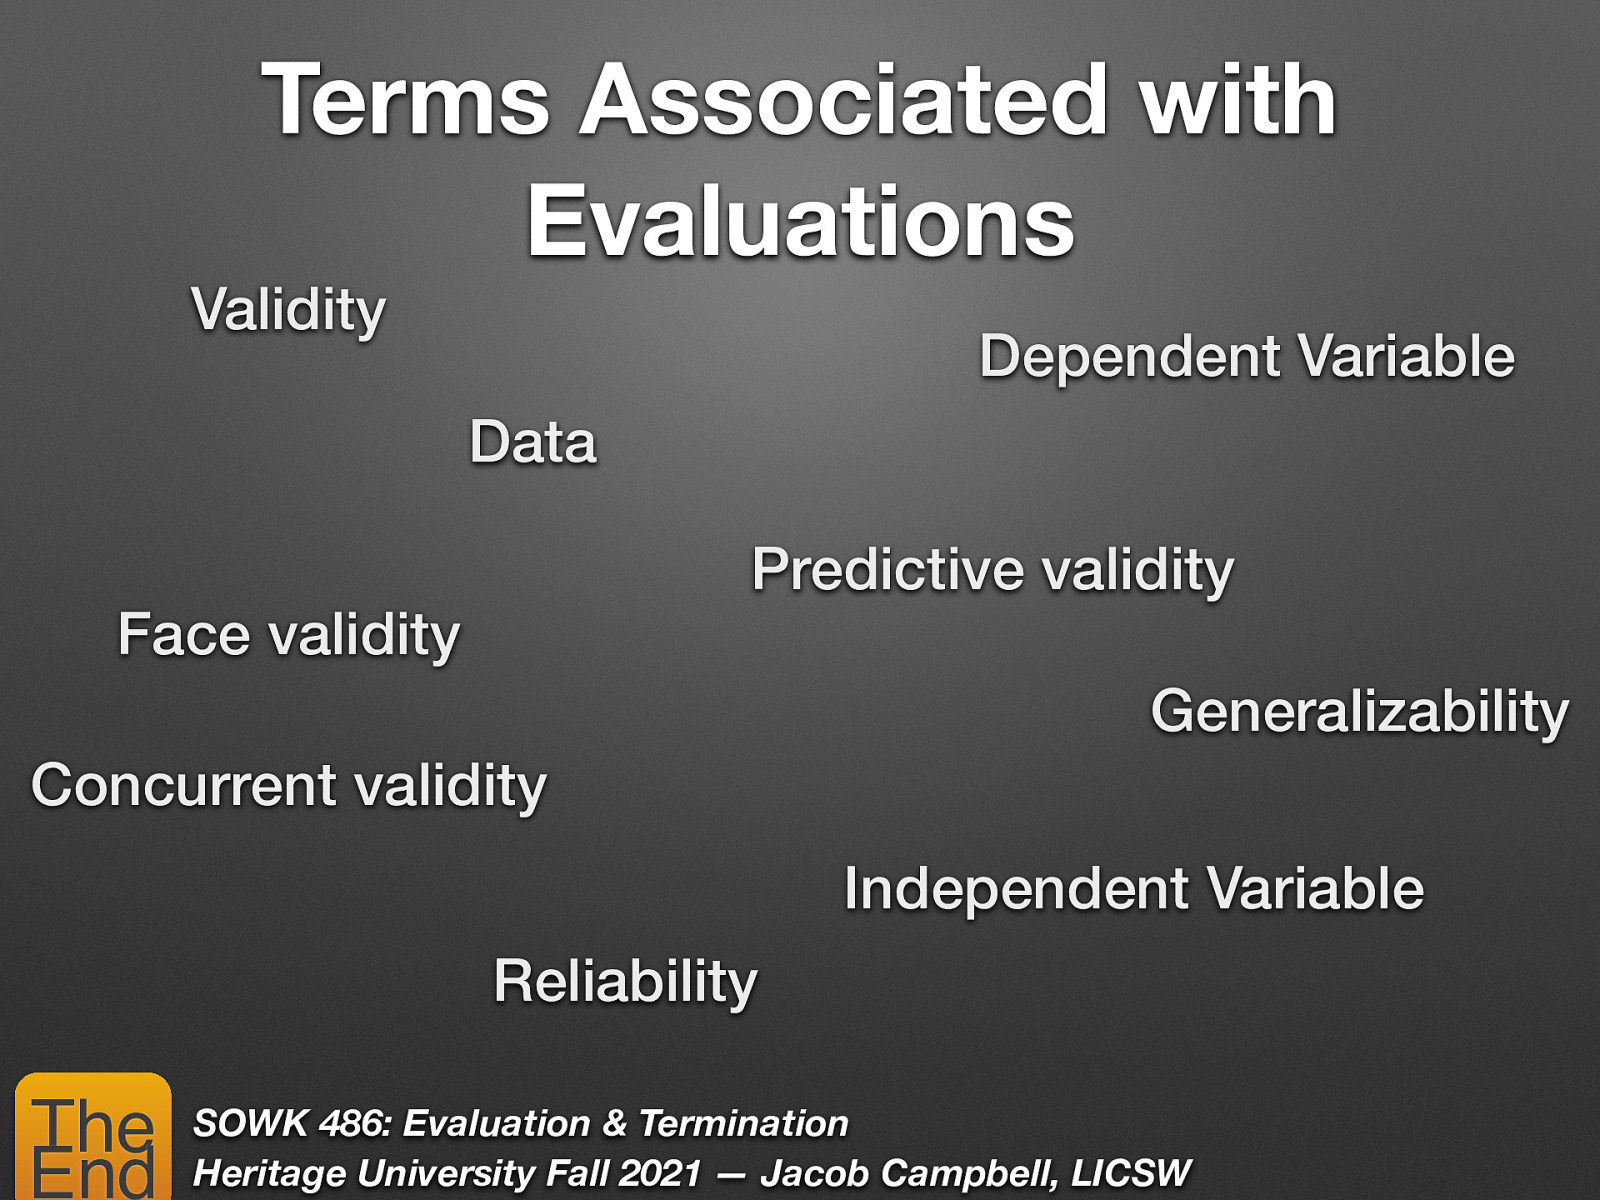 Terms Associated with
Evaluations
Validity
Dependent Variable
Data
Predictive validity
Face validity
Generalizability
Concurrent validity
Independent Variable
Reliability
The
End
SOWK 486: Evaluation & Termination
Heritage University Fall 2021 — Jacob Campbell, LICSW